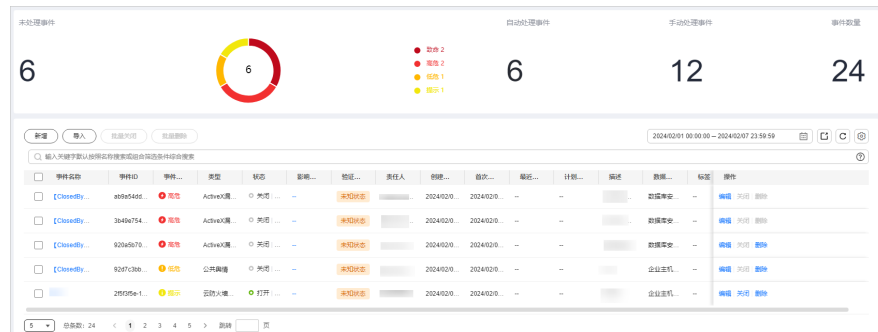 未处理事件 自动处理事件 手动处理事件 事件数量
6 6 6 12 24
致命 2
高危 2
低危 1
提示 1
新增 导入 批量关闭 批量删除 2024/02/01 00:00:00 – 2024/02/07 23:59:59
输入关键字默认按照名称搜索或组合筛选条件综合搜索
事件名称 事件ID 事件... 类型 状态 影响... 验证... 责任人 创建... 首次... 最近... 计划... 描述 数据... 标签 操作
【ClosedBy... ab9a54dd... 高危 ActiveX漏... 关闭 ... -- 未知状态 2024/02/0... 2024/02/0... -- -- 数据库安... -- 编辑 关闭 删除
【ClosedBy... 3b49e754... 高危 ActiveX漏... 关闭 ... -- 未知状态 2024/02/0... 2024/02/0... -- -- 数据库安... -- 编辑 关闭 删除
【ClosedBy... 920a5b70... 高危 ActiveX漏... 关闭 ... -- 未知状态 2024/02/0... 2024/02/0... -- -- 数据库安... -- 编辑 关闭 删除
【ClosedBy... 92d7c3bb... 低危 公共舆情 关闭 ... -- 未知状态 2024/02/0... 2024/02/0... -- -- 企业主机... -- 编辑 关闭 删除
2f5f3f5e-1... 提示 云防火墙... 打开 ... -- 未知状态 2024/02/0... 2024/02/0... -- -- 企业主机... -- 编辑 关闭 删除
5 总条数: 24 < 1 2 3 4 5 > 跳转 页